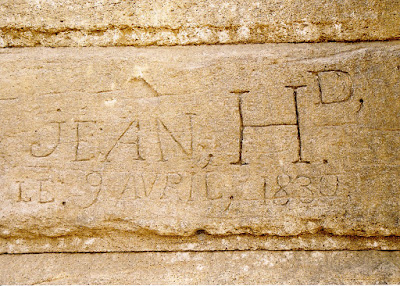 JEAN, H.D,
LE 9 AVRIL, 1830